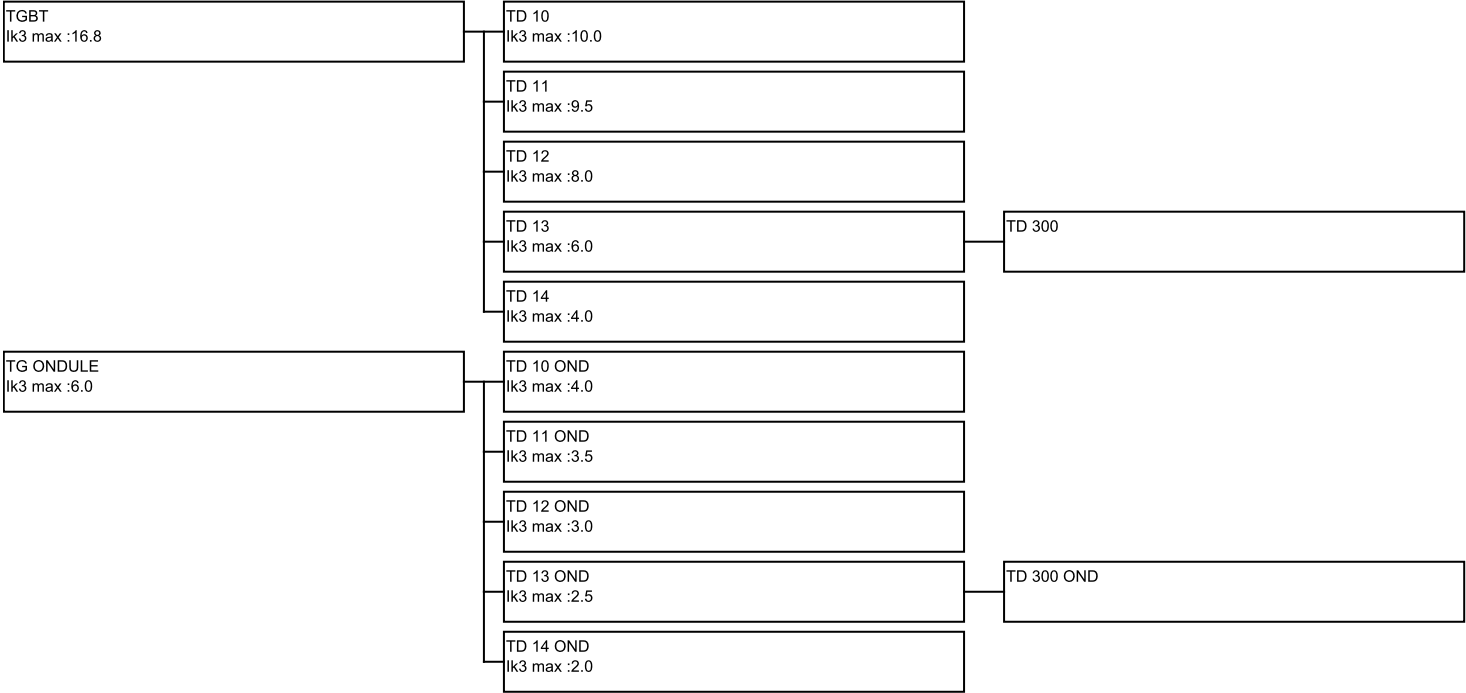 TGBT
Ik3 max :16.8
TD 10
Ik3 max :10.0
TD 11
Ik3 max :9.5
TD 12
Ik3 max :8.0
TD 13
Ik3 max :6.0
TD 300
TD 14
Ik3 max :4.0
TG ONDULE
Ik3 max :6.0
TD 10 OND
Ik3 max :4.0
TD 11 OND
Ik3 max :3.5
TD 12 OND
Ik3 max :3.0
TD 13 OND
Ik3 max :2.5
TD 300 OND
TD 14 OND
Ik3 max :2.0